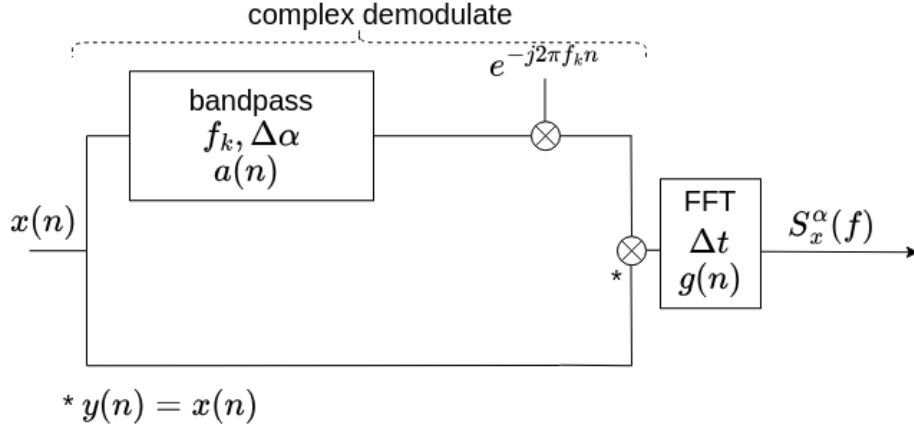 complex demodulate
e^{-j2πf_k n}
bandpass
f_k, Δα
a(n)
x(n)
FFT
Δt
g(n)
S_x^α(f)
*
* y(n) = x(n)